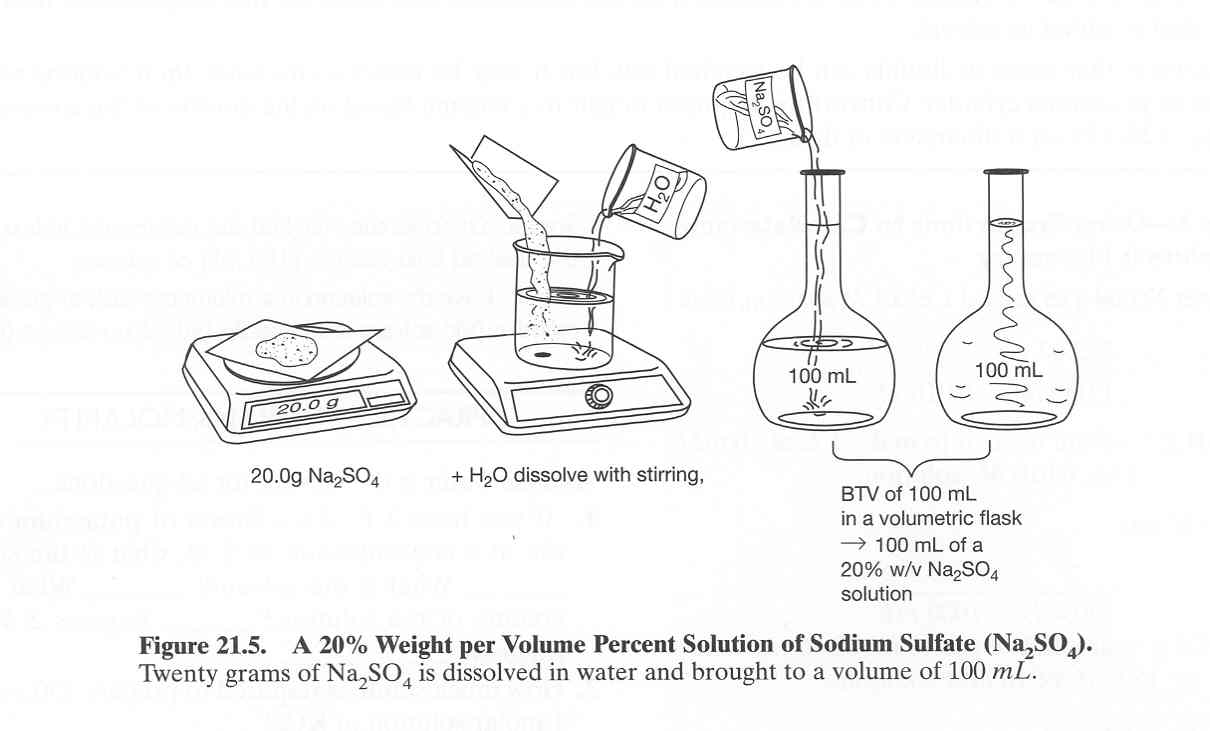 Na₂SO₄
H₂O
20.0 g
100 mL
100 mL
20.0g Na₂SO₄
+ H₂O dissolve with stirring,
BTV of 100 mL
in a volumetric flask
→ 100 mL of a
20% w/v Na₂SO₄
solution
Figure 21.5. A 20% Weight per Volume Percent Solution of Sodium Sulfate (Na₂SO₄).
Twenty grams of Na₂SO₄ is dissolved in water and brought to a volume of 100 mL.